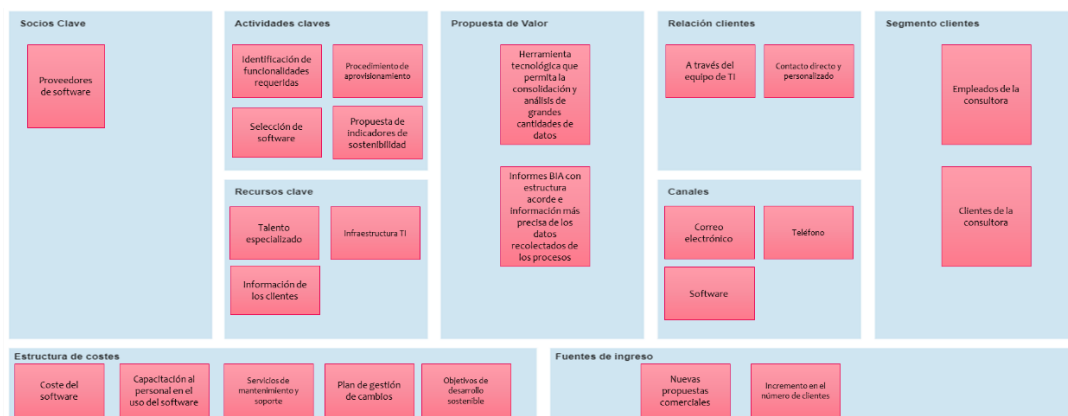 Socios Clave
Proveedores
de software
Actividades claves
Identificación de
funcionalidades
requeridas
Procedimiento de
aprovisionamiento
Selección de
software
Propuesta de
indicadores de
sostenibilidad
Recursos clave
Talento
especializado
Infraestructura TI
Información de
los clientes
Propuesta de Valor
Herramienta
tecnológica que
permita la
consolidación y
análisis de
grandes
cantidades de
datos
Informes BIA con
estructura
acorde e
Información más
precisa de los
datos
recolectados de
los procesos
Relación clientes
A través del
equipo de TI
Contacto directo y
personalizado
Canales
Correo
electrónico
Teléfono
Software
Segmento clientes
Empleados de la
consultora
Clientes de la
consultora
Estructura de costes
Coste del
software
Capacitación al
personal en el
uso del software
Servicios de
mantenimiento y
soporte
Plan de gestión
de cambios
Objetivos de
desarrollo
sostenible
Fuentes de ingreso
Nuevas
propuestas
comerciales
Incremento en el
número de clientes